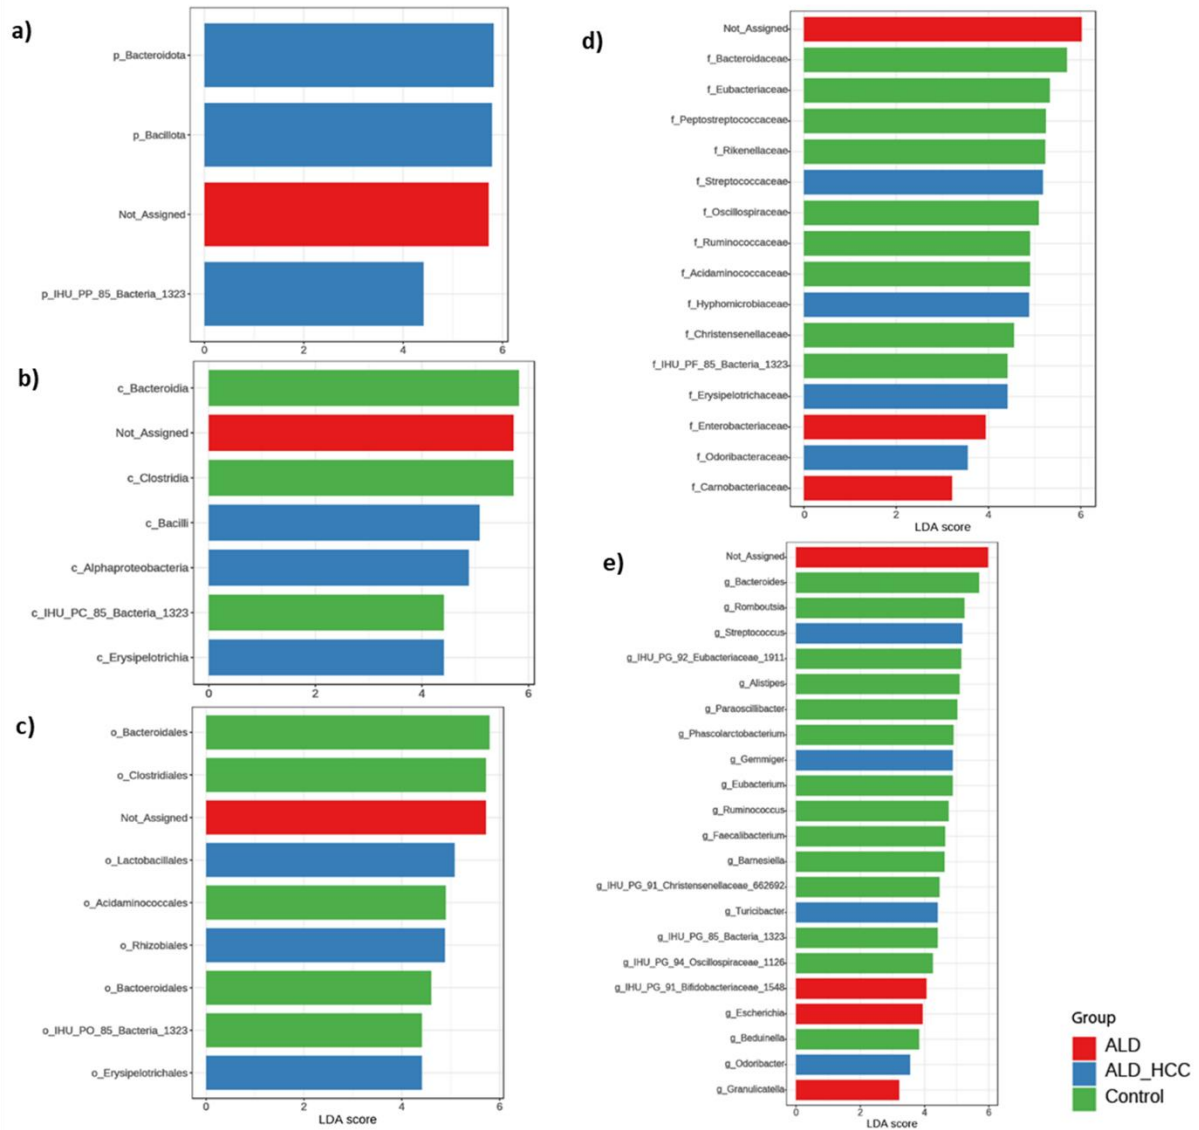 a)
p_Bacteroidota
p_Bacillota
Not_Assigned
p_IHU_PP_85_Bacteria_1323
0 2 4 6
b)
c_Bacteroidia
Not_Assigned
c_Clostridia
c_Bacilli
c_Alphaproteobacteria
c_IHU_PC_85_Bacteria_1323
c_Erysipelotrichia
0 2 4 6
c)
o_Bacteroidales
o_Clostridiales
Not_Assigned
o_Lactobacillales
o_Acidaminococcales
o_Rhizobiales
o_Bactoeroidales
o_IHU_PO_85_Bacteria_1323
o_Erysipelotrichales
0 2 4 6
LDA score
d)
Not_Assigned
f_Bacteroidaceae
f_Eubacteriaceae
f_Peptostreptococcaceae
f_Rikenellaceae
f_Streptococcaceae
f_Oscillospiraceae
f_Ruminococcaceae
f_Acidaminococcaceae
f_Hyphomicrobiaceae
f_Christensenellaceae
f_IHU_PF_85_Bacteria_1323
f_Erysipelotrichaceae
f_Enterobacteriaceae
f_Odoribacteraceae
f_Carnobacteriaceae
0 2 4 6
LDA score
e)
Not_Assigned
g_Bacteroides
g_Romboutsia
g_Streptococcus
g_IHU_PG_92_Eubacteriaceae_1911
g_Alistipes
g_Paraoscillibacter
g_Phascolarctobacterium
g_Gemmiger
g_Eubacterium
g_Ruminococcus
g_Faecalibacterium
g_Barnesiella
g_IHU_PG_91_Christensenellaceae_662692
g_Turicibacter
g_IHU_PG_85_Bacteria_1323
g_IHU_PG_94_Oscillospiraceae_1126
g_IHU_PG_91_Bifidobacteriaceae_1548
g_Escherichia
g_Beduinella
g_Odoribacter
g_Granulicatella
0 2 4 6
LDA score
Group
ALD
ALD_HCC
Control